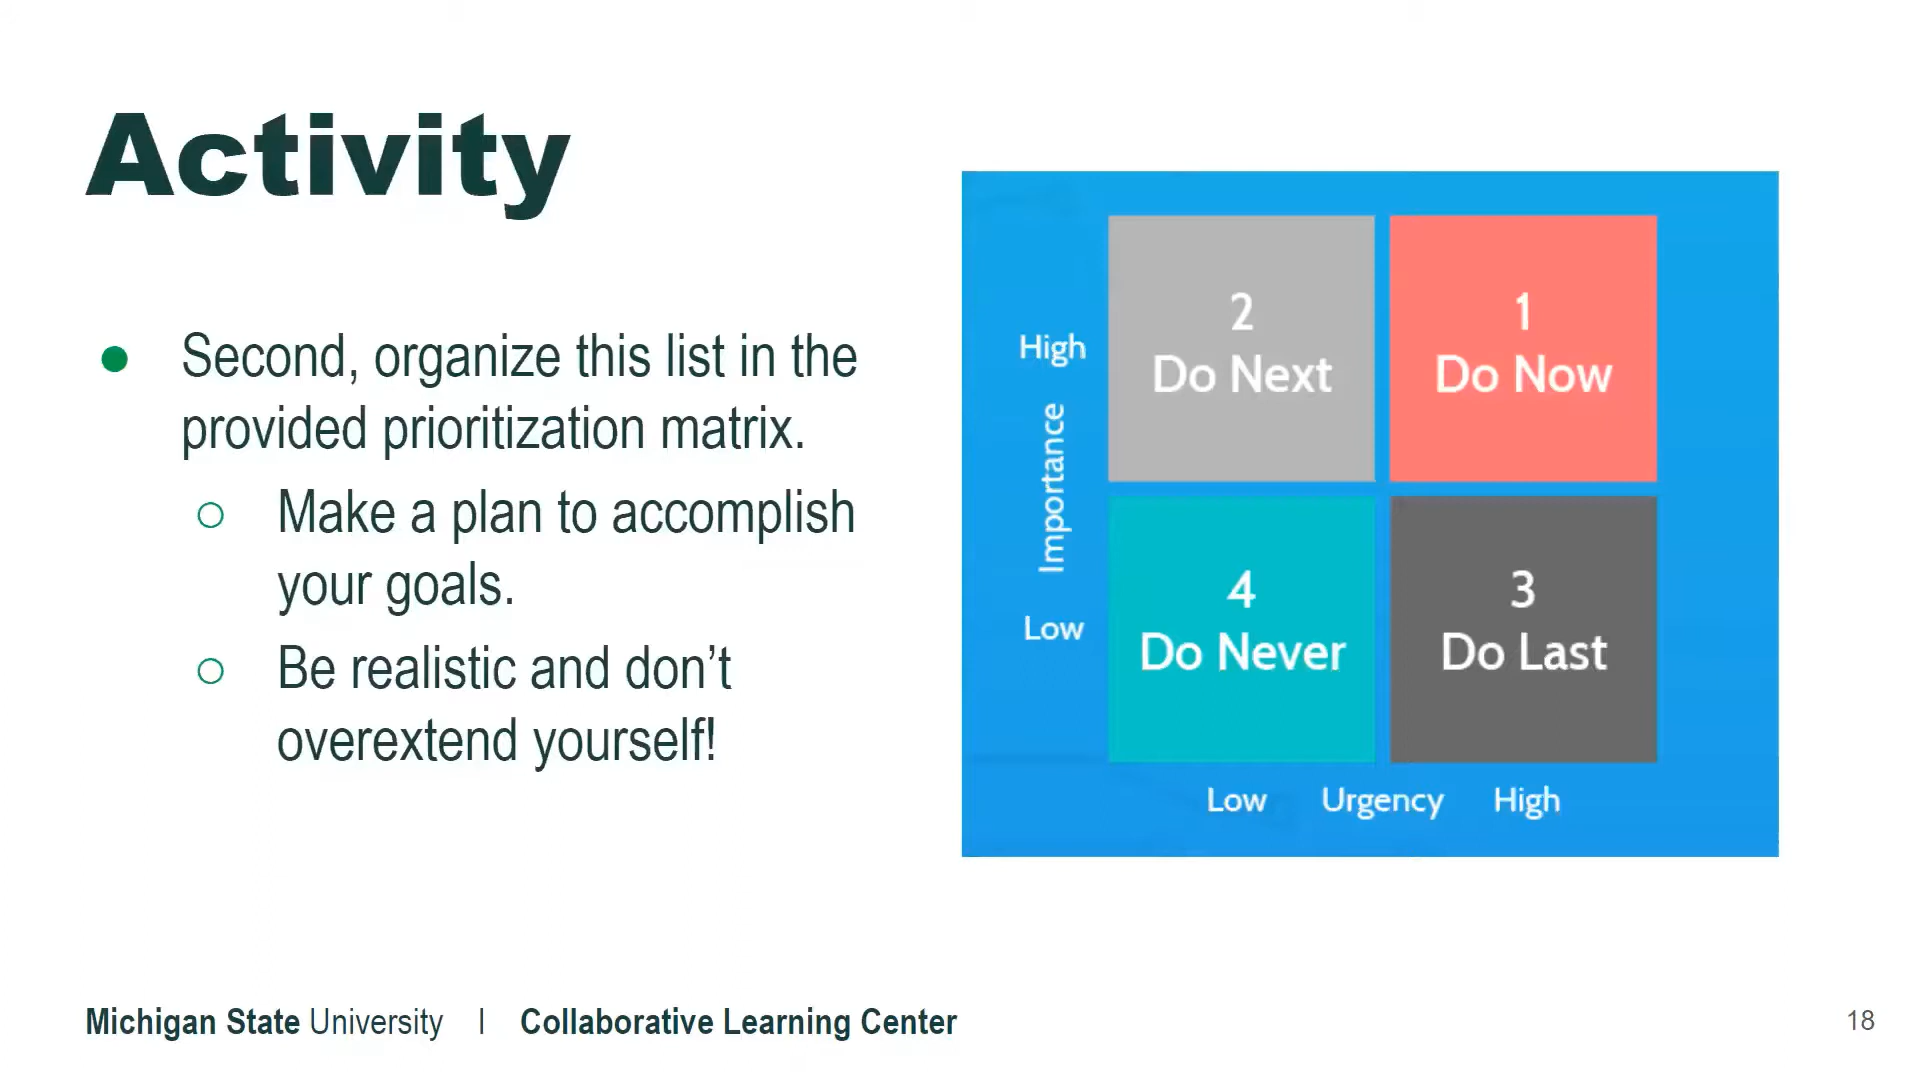 Activity
Second, organize this list in the
provided prioritization matrix.
Make a plan to accomplish
your goals.
Be realistic and don’t
overextend yourself!
High
Importance
Low
2
Do Next
1
Do Now
4
Do Never
3
Do Last
Low Urgency High
Michigan State University | Collaborative Learning Center
18